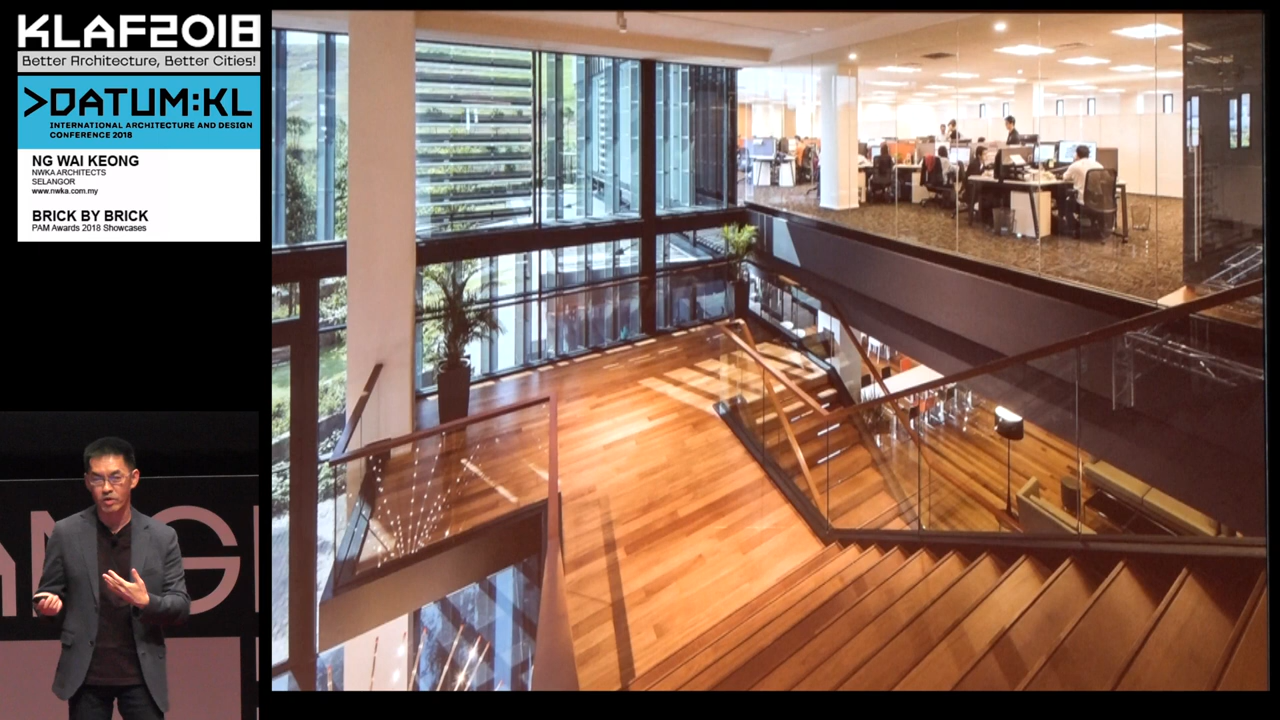 KLAF2018
Better Architecture, Better Cities!
>DATUM:KL
INTERNATIONAL ARCHITECTURE AND DESIGN
CONFERENCE 2018
NG WAI KEONG
NWKA ARCHITECTS
SELANGOR
www.nwka.com.my
BRICK BY BRICK
PAM Awards 2018 Showcases